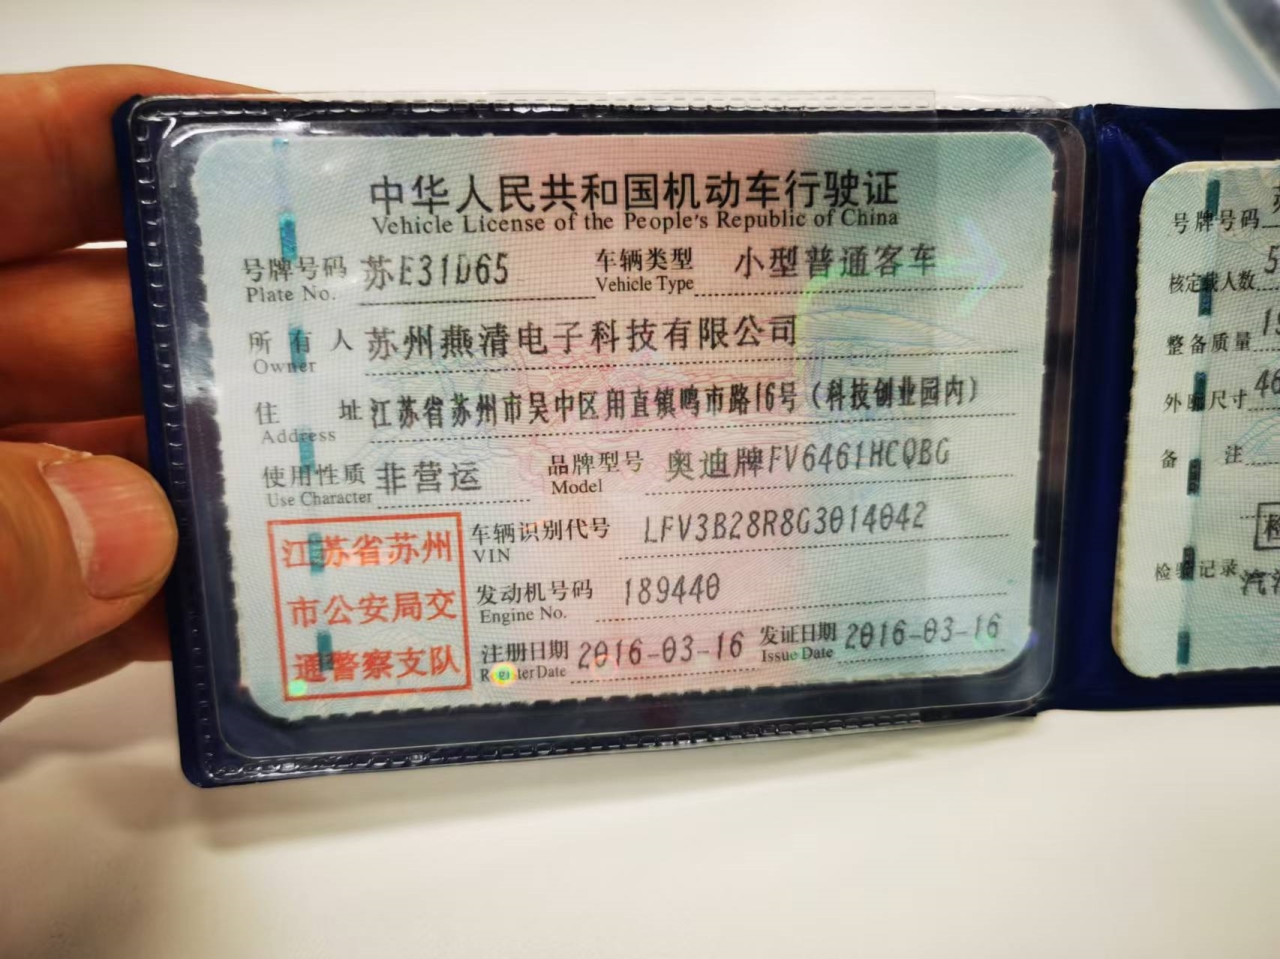 中华人民共和国机动车行驶证
Vehicle License of the People's Republic of China
号牌号码 苏E31D65 车辆类型 小型普通客车
Plate No. Vehicle Type
所有人 苏州燕清电子科技有限公司
Owner
住址 江苏省苏州市吴中区甪直镇鸣市路16号（科技创业园内）
Address
使用性质 非营运 品牌型号 奥迪牌FV6461HCQBG
Use Character Model
江苏省苏州
市公安局交
通警察支队
车辆识别代号 LFV3B28R8G3014042
VIN
发动机号码 189440
Engine No.
注册日期 2016-03-16 发证日期 2016-03-16
Register Date Issue Date
号牌号码
核定载人数 5
整备质量
外廓尺寸 46
备注
检验记录